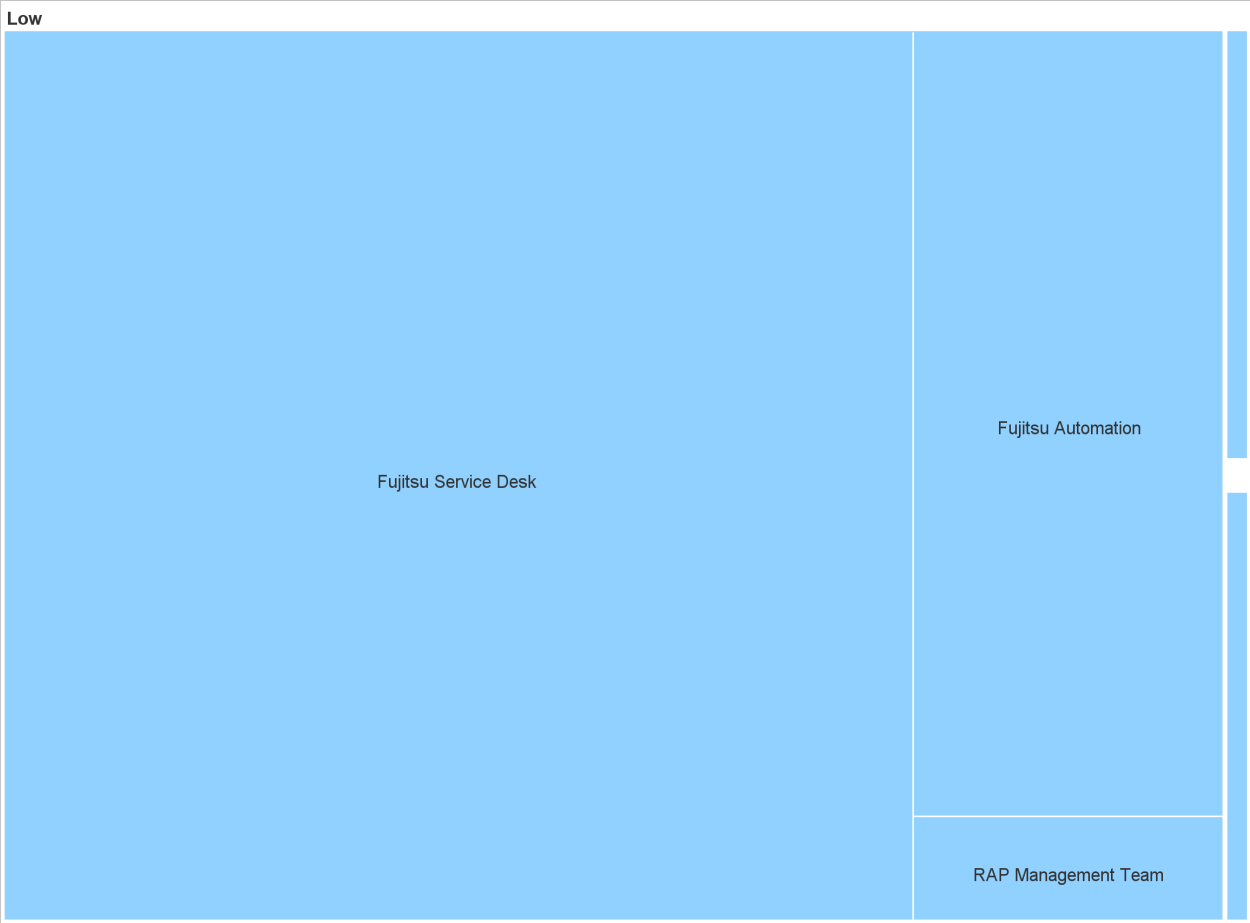 Low
Fujitsu Automation
Fujitsu Service Desk
RAP Management Team